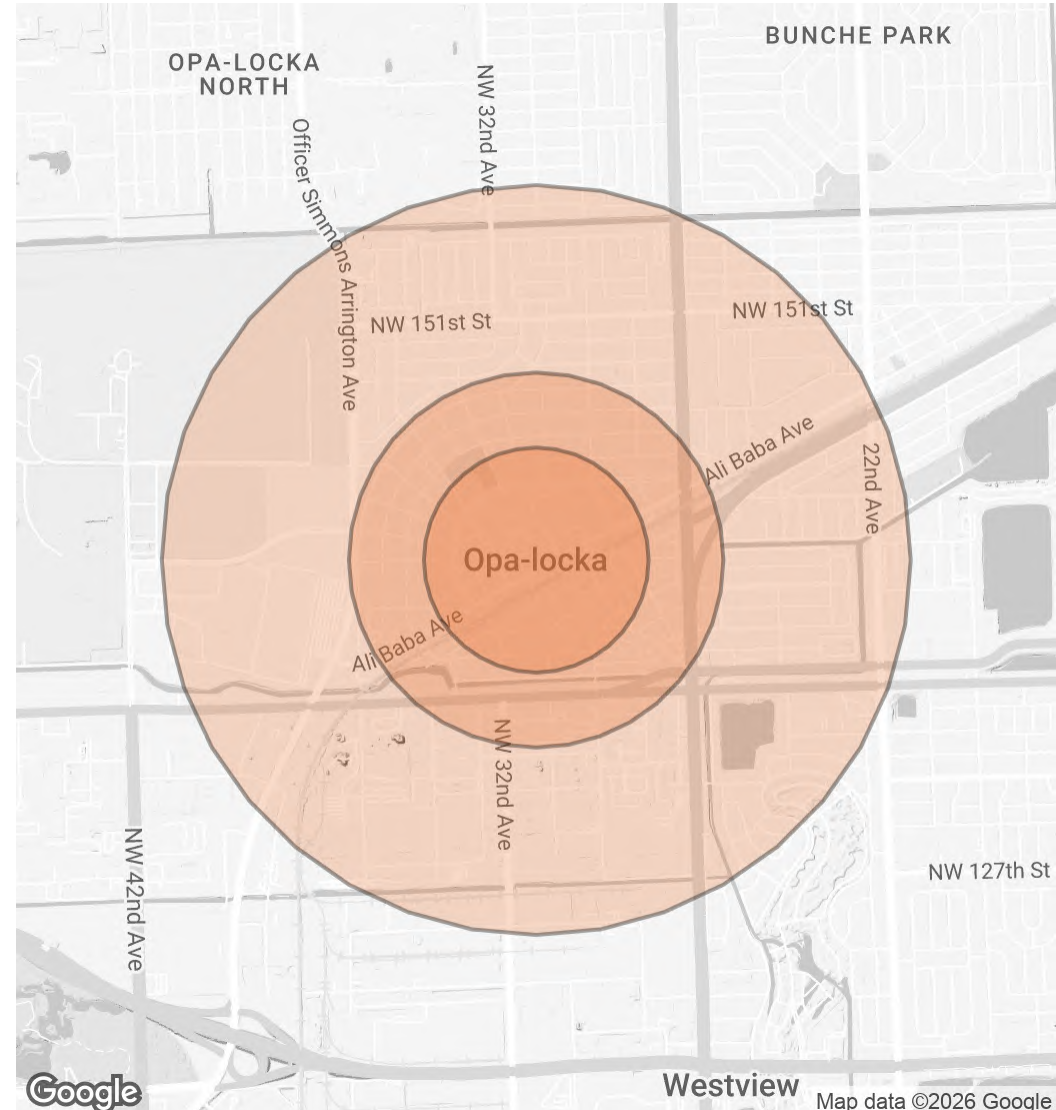 BUNCHE PARK
OPA-LOCKA
NORTH
NW 32nd Ave
Officer Simmons Arrington Ave
NW 151st St
NW 151st St
Ali Baba Ave
22nd Ave
Opa-locka
Ali Baba Ave
NW 32nd Ave
NW 42nd Ave
NW 127th St
Westview
Google
Map data ©2026 Google